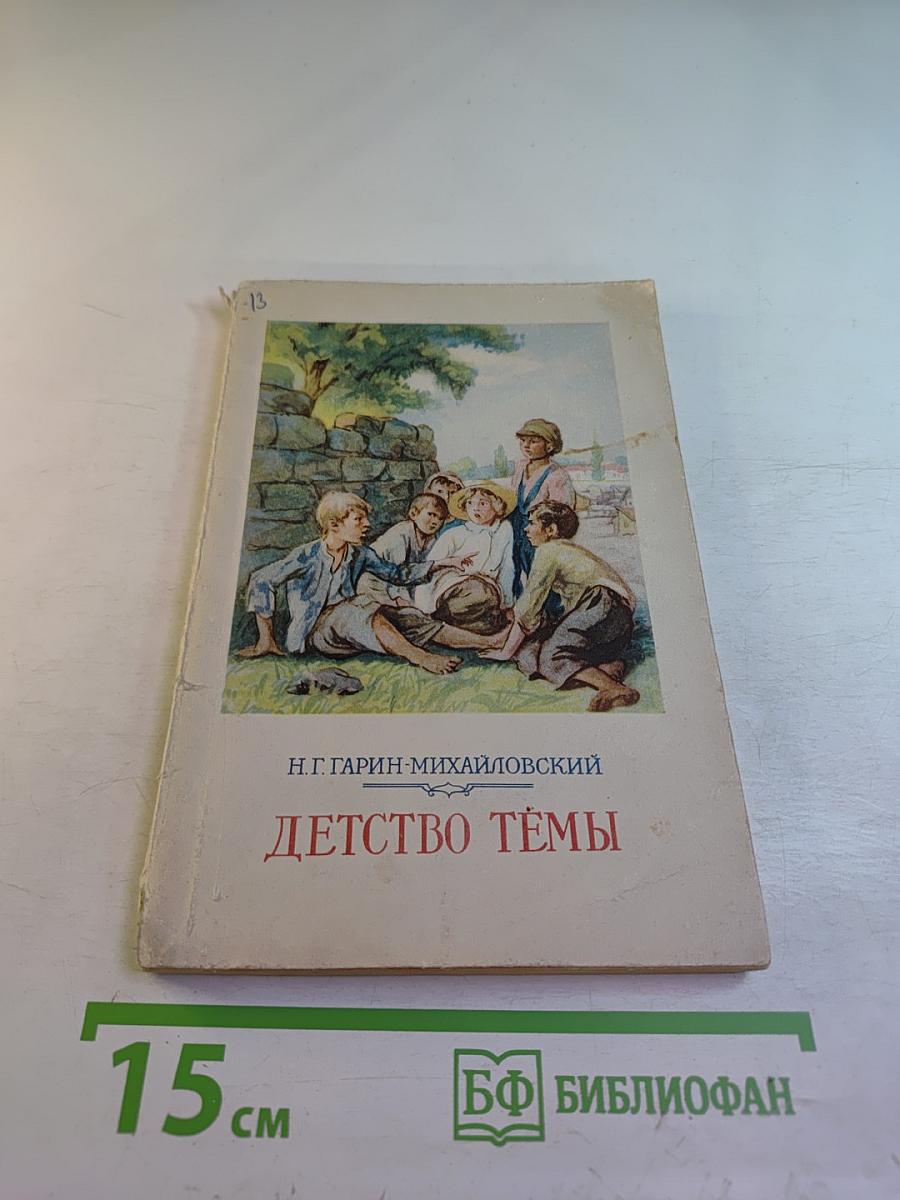 13
Н. Г. ГАРИН-МИХАЙЛОВСКИЙ
ДЕТСТВО ТЁМЫ
15 см
БФ БИБЛИОФАН